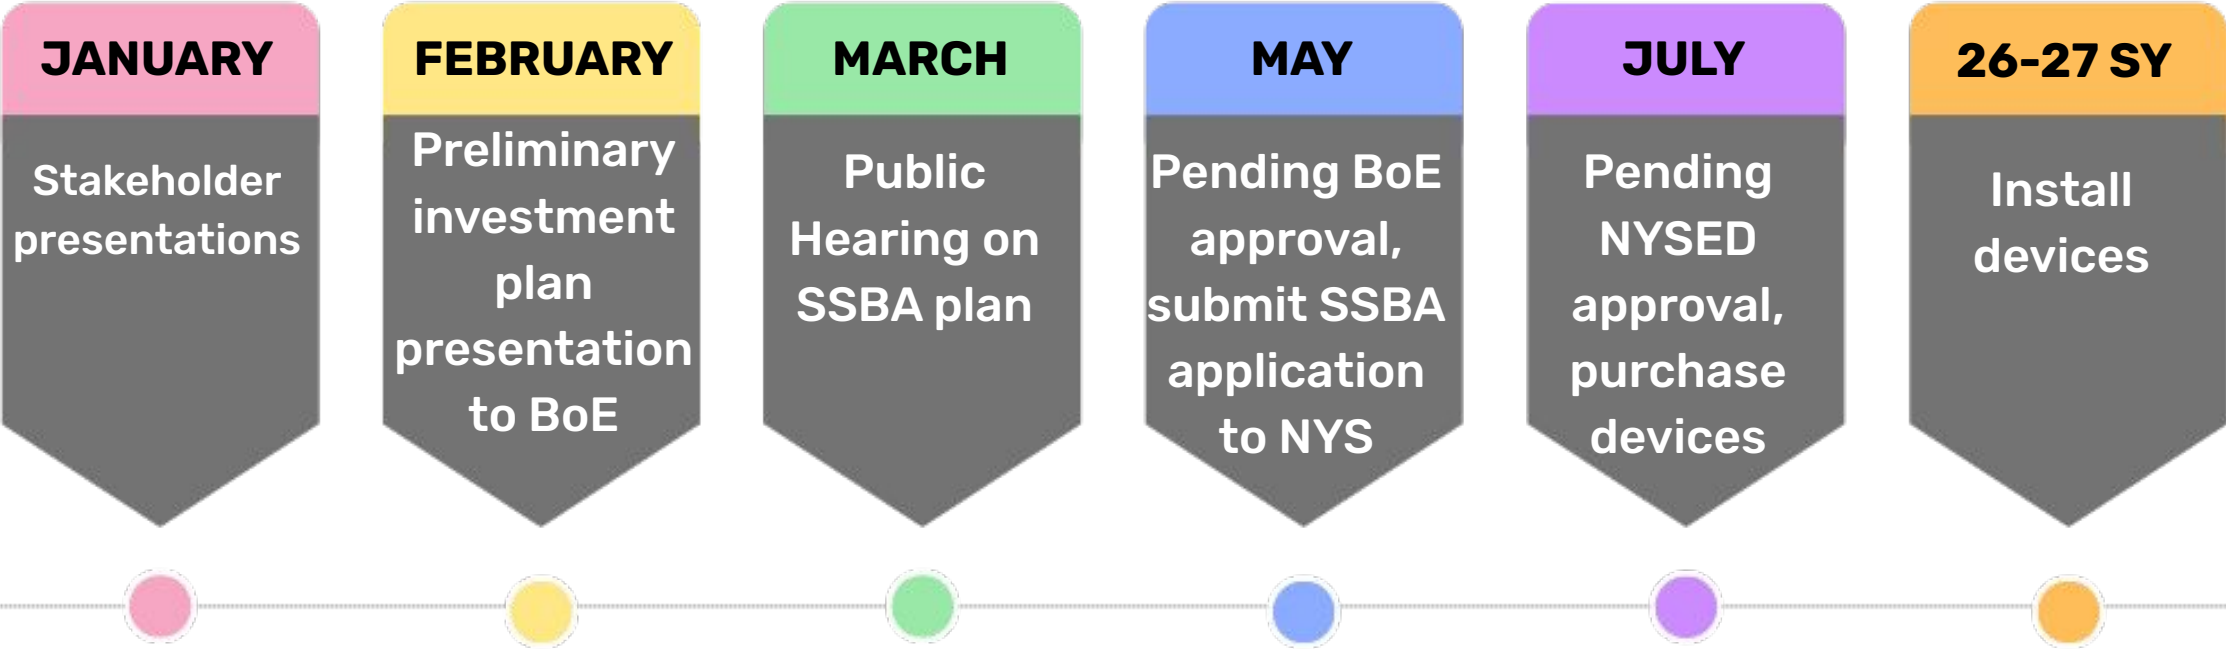 JANUARY
Stakeholder
presentations
FEBRUARY
Preliminary
investment
plan
presentation
to BoE
MARCH
Public
Hearing on
SSBA plan
MAY
Pending BoE
approval,
submit SSBA
application
to NYS
JULY
Pending
NYSED
approval,
purchase
devices
26-27 SY
Install
devices